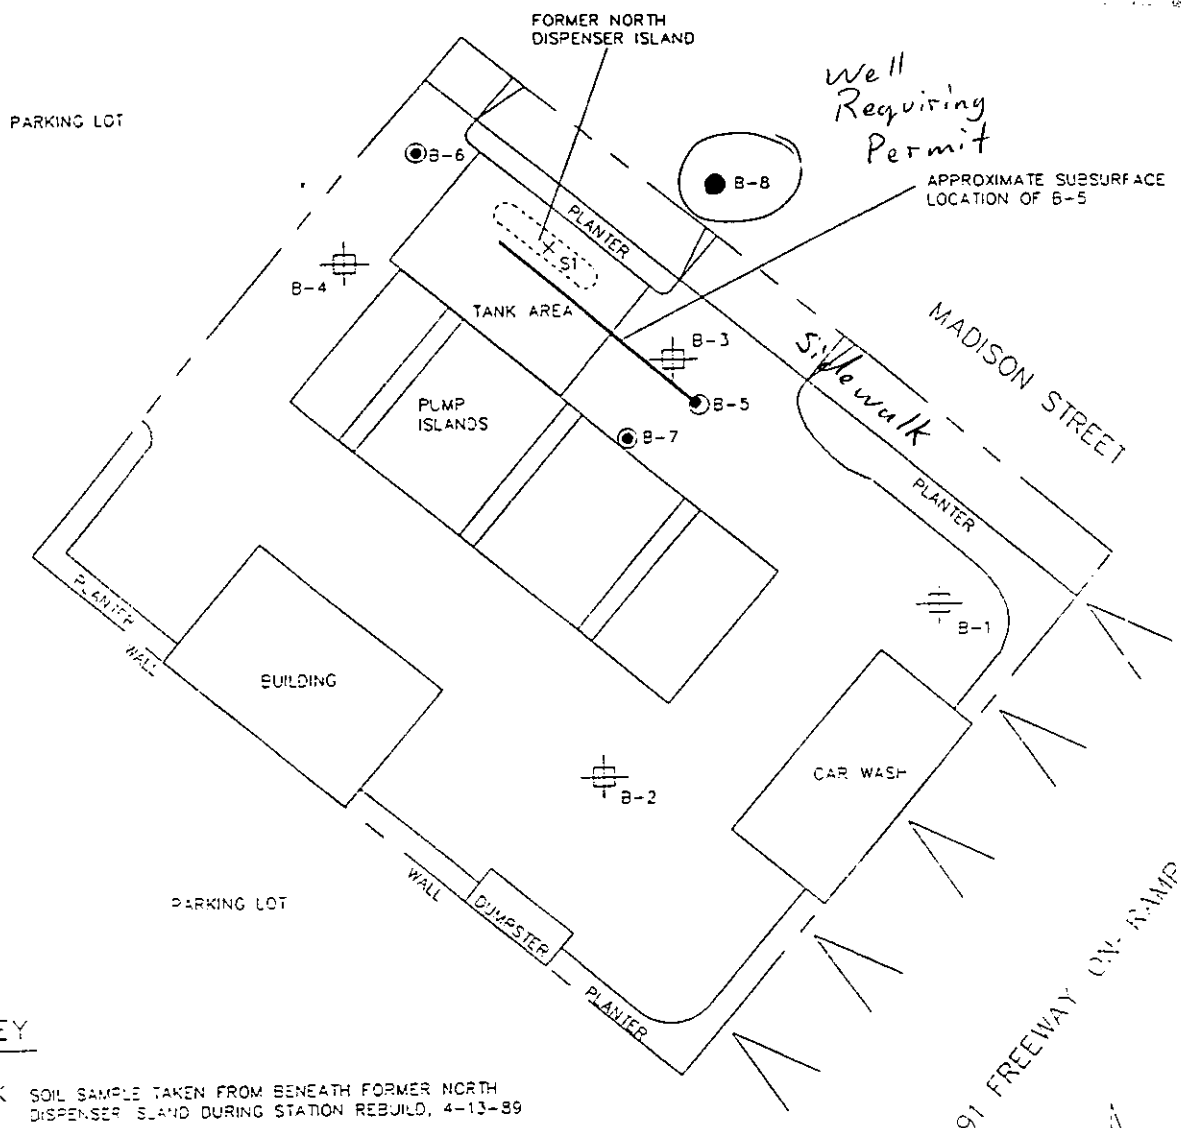 FORMER NORTH
DISPENSER ISLAND
Well
Requiring
Permit
PARKING LOT
B-6
B-8
APPROXIMATE SUBSURFACE
LOCATION OF B-5
PLANTER
S1
B-4
TANK AREA
B-3
MADISON STREET
Sidewalk
PUMP
ISLANDS
B-5
B-7
PLANTER
PLANTER
WALL
B-1
BUILDING
CAR WASH
B-2
WALL
DUMPSTER
PARKING LOT
PLANTER
91 FREEWAY ON-RAMP
EY
SOIL SAMPLE TAKEN FROM BENEATH FORMER NORTH
DISPENSER ISLAND DURING STATION REBUILD, 4-13-89